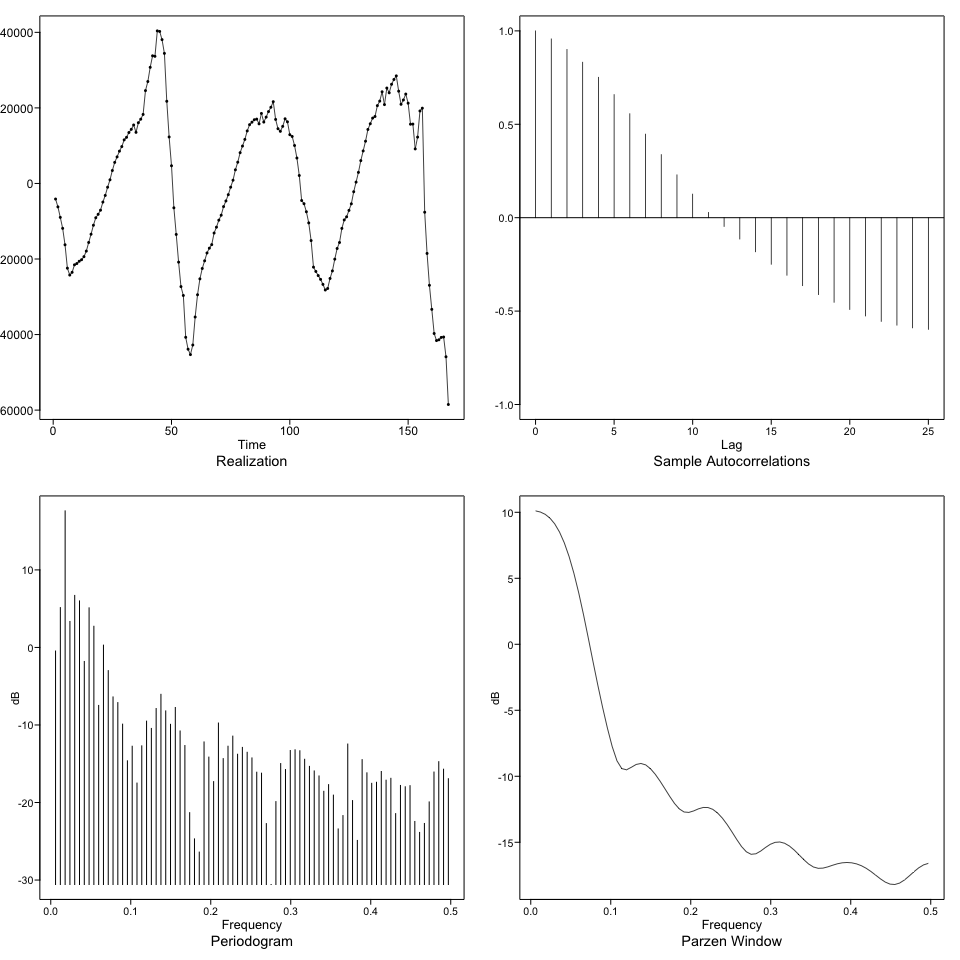 40000
20000
0
20000
40000
60000
0 50 100 150
Time
Realization
1.0
0.5
0.0
-0.5
-1.0
0 5 10 15 20 25
Lag
Sample Autocorrelations
10
0
-10
-20
-30
dB
0.0 0.1 0.2 0.3 0.4 0.5
Frequency
Periodogram
10
5
0
-5
-10
-15
dB
0.0 0.1 0.2 0.3 0.4 0.5
Frequency
Parzen Window